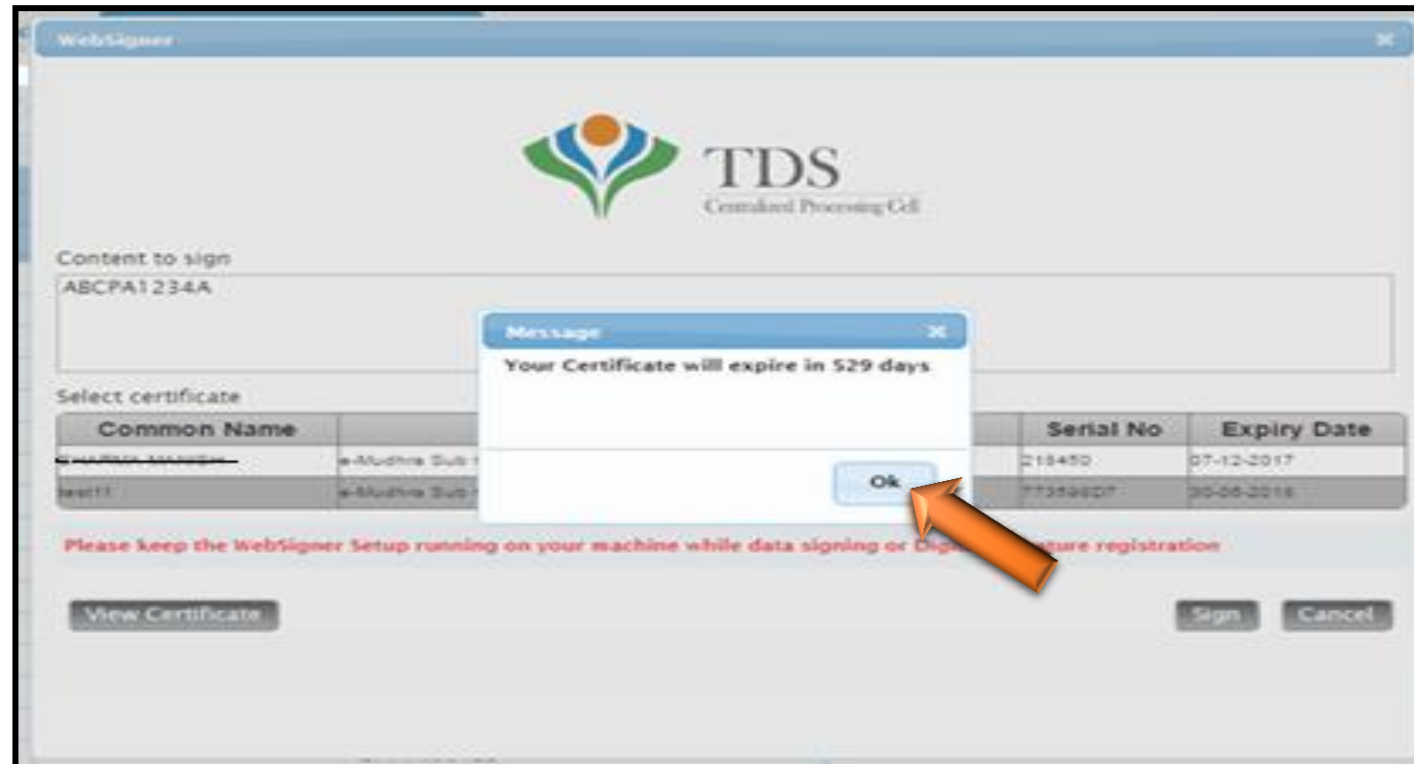 WebSigner
TDS
Centralized Processing Cell
Content to sign
ABCPA1234A
Message
Your Certificate will expire in 529 days
Ok
Select certificate
Common Name Serial No Expiry Date
e-Mudhra Sub 07-12-2017
test11 e-Mudhra Sub
Please keep the WebSigner Setup running on your machine while data signing or registration
View Certificate Sign Cancel